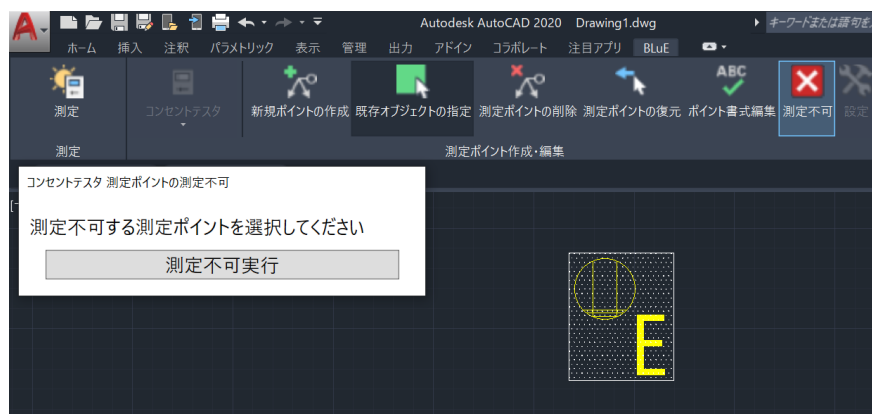 Autodesk AutoCAD 2020 Drawing1.dwg
キーワードまたは語句を
ホーム 挿入 注釈 パラメトリック 表示 管理 出力 アドイン コラボレート 注目アプリ BLuE
ABC
測定 コンセントテスタ 新規ポイントの作成 既存オブジェクトの指定 測定ポイントの削除 測定ポイントの復元 ポイント書式編集 測定不可 設定
測定 測定ポイント作成・編集
コンセントテスタ 測定ポイントの測定不可
測定不可する測定ポイントを選択してください
測定不可実行
E